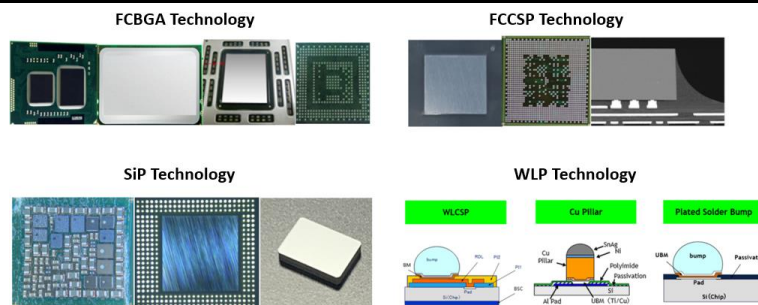 FCBGA Technology
FCCSP Technology
SiP Technology
WLP Technology
WLCSP
Cu Pillar
Plated Solder Bump
bump
RDL
PI2
PI1
BSC
Pad
Si(Chip)
SnAg
Ni
Cu
Pillar
Polyimide
Passivation
Si
Al Pad
UBM (Ti/Cu)
bump
UBM
Passivat
Pad
Si(Chip)